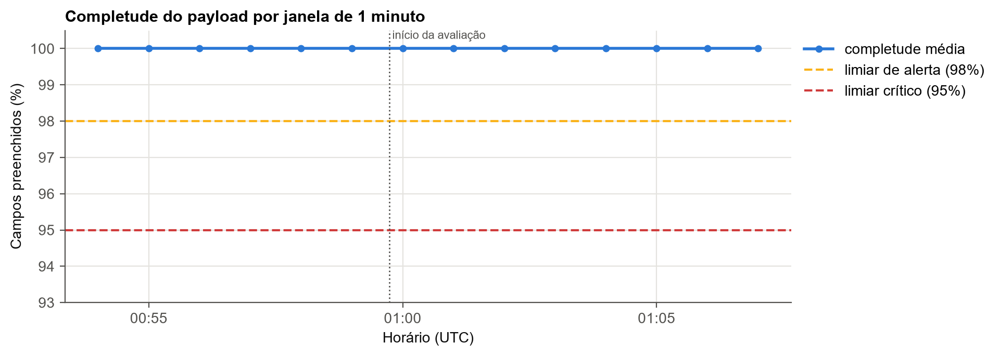 Completude do payload por janela de 1 minuto
início da avaliação
100
99
98
97
96
95
94
93
Campos preenchidos (%)
00:55
01:00
01:05
Horário (UTC)
completude média
limiar de alerta (98%)
limiar crítico (95%)